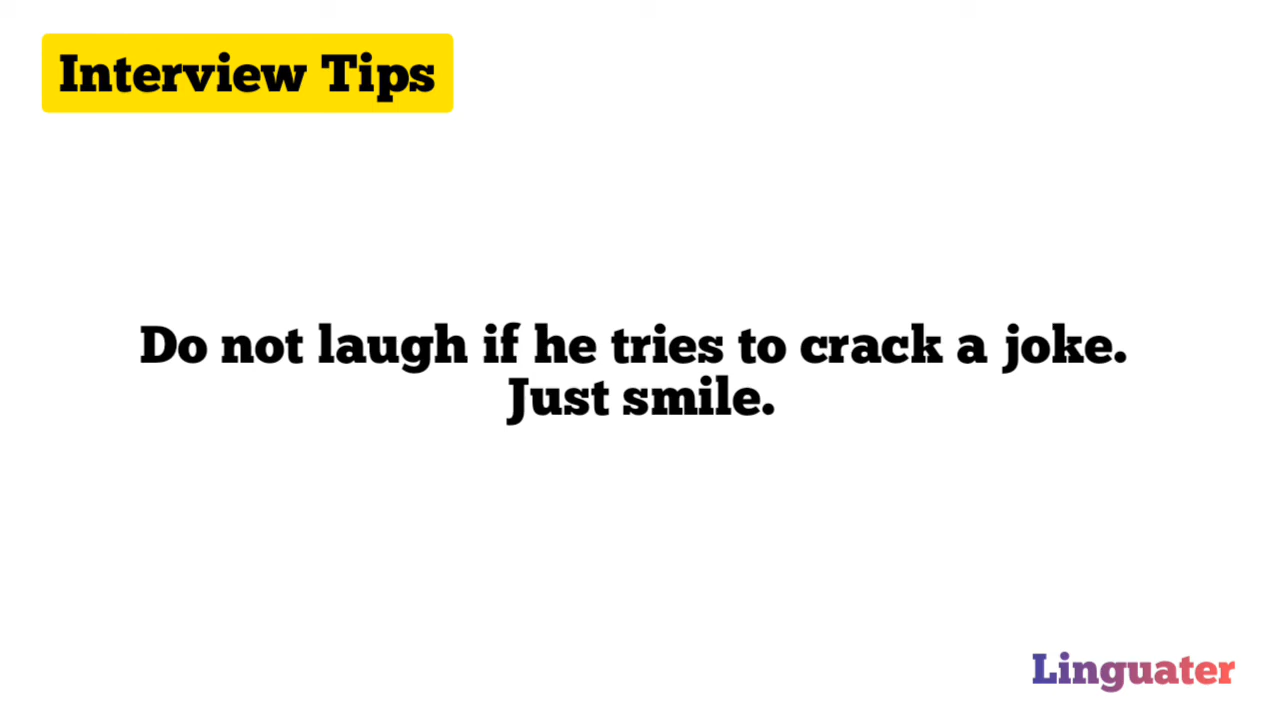 Interview Tips
Do not laugh if he tries to crack a joke.
Just smile.
Linguater